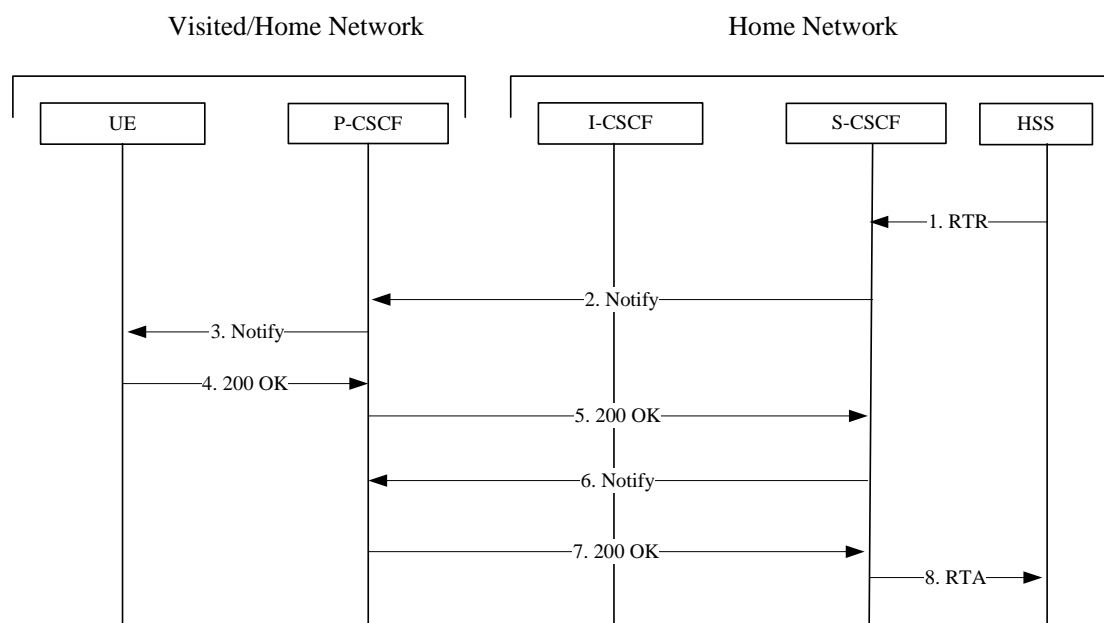 Visited/Home Network
Home Network
UE
P-CSCF
I-CSCF
S-CSCF
HSS
1. RTR
2. Notify
3. Notify
4. 200 OK
5. 200 OK
6. Notify
7. 200 OK
8. RTA